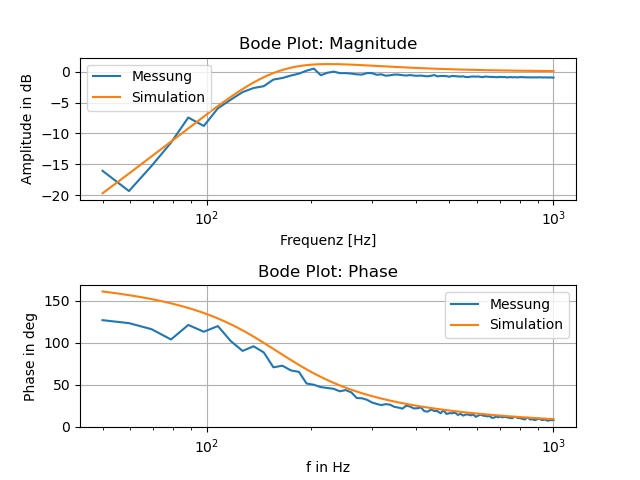 Bode Plot: Magnitude
Amplitude in dB
0
−5
−10
−15
−20
Messung
Simulation
10²
10³
Frequenz [Hz]
Bode Plot: Phase
Phase in deg
150
100
50
0
Messung
Simulation
10²
10³
f in Hz